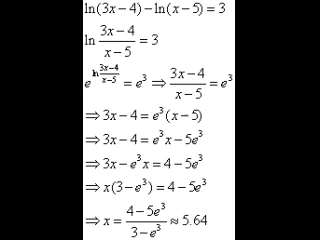 ln(3x−4)−ln(x−5)=3
ln (3x−4)/(x−5) = 3
e^(ln (3x−4)/(x−5)) = e³ ⇒ (3x−4)/(x−5) = e³
⇒3x−4=e³(x−5)
⇒3x−4=e³x−5e³
⇒3x−e³x=4−5e³
⇒x(3−e³)=4−5e³
⇒x=(4−5e³)/(3−e³)≈5.64